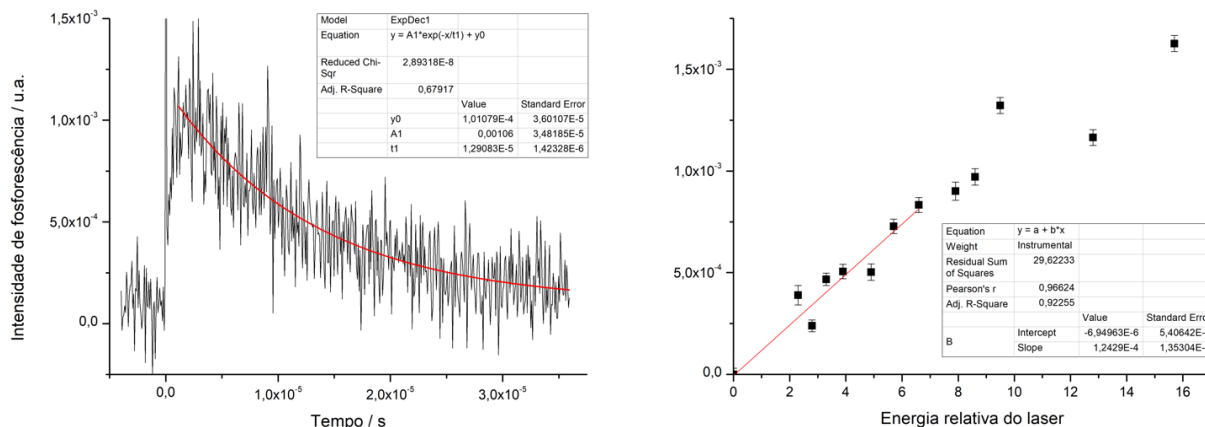 Intensidade de fosforescência / u.a.
1,5x10⁻³
1,0x10⁻³
5,0x10⁻⁴
0,0
0,0
1,0x10⁻⁵
2,0x10⁻⁵
3,0x10⁻⁵
Tempo / s
Model ExpDec1
Equation y = A1*exp(-x/t1) + y0
Reduced Chi-Sqr 2,89318E-8
Adj. R-Square 0,67917
Value Standard Error
y0 1,01079E-4 3,60107E-5
A1 0,00106 3,48185E-5
t1 1,29083E-5 1,42328E-6
1,5x10⁻³
1,0x10⁻³
5,0x10⁻⁴
0,0
0 2 4 6 8 10 12 14 16
Energia relativa do laser
Equation y = a + b*x
Weight Instrumental
Residual Sum of Squares 29,62233
Pearson's r 0,96624
Adj. R-Square 0,92255
Value Standard Error
B Intercept -6,94963E-6 5,40642E-
Slope 1,2429E-4 1,35304E-